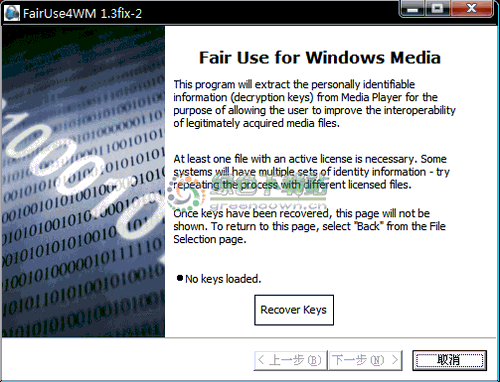 FairUse4WM 1.3fix-2
Fair Use for Windows Media
This program will extract the personally identifiable
information (decryption keys) from Media Player for the
purpose of allowing the user to improve the interoperability
of legitimately acquired media files.
At least one file with an active license is necessary. Some
systems will have multiple sets of identity information - try
repeating the process with different licensed files.
greendown.cn
Once keys have been recovered, this page will not be
shown. To return to this page, select "Back" from the File
Selection page.
No keys loaded.
Recover Keys
< 上一步 (B)
下一步 (N) >
取消